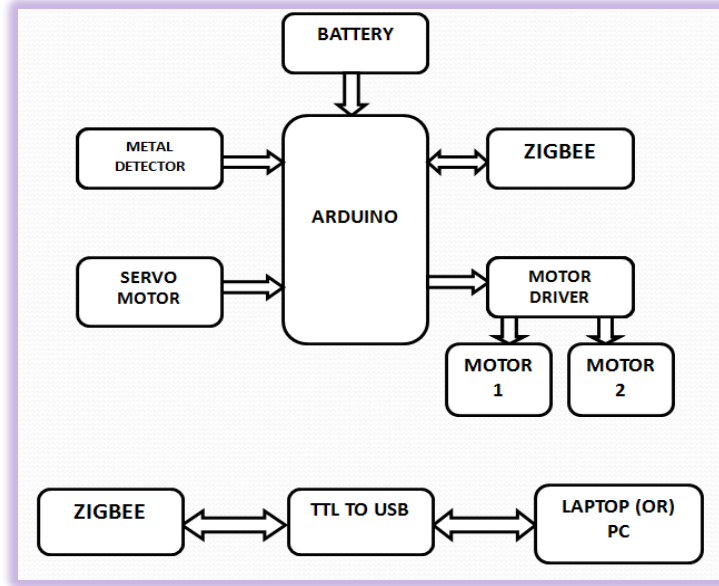 BATTERY
METAL
DETECTOR
ZIGBEE
ARDUINO
SERVO
MOTOR
MOTOR
DRIVER
MOTOR
1
MOTOR
2
ZIGBEE
TTL TO USB
LAPTOP (OR)
PC